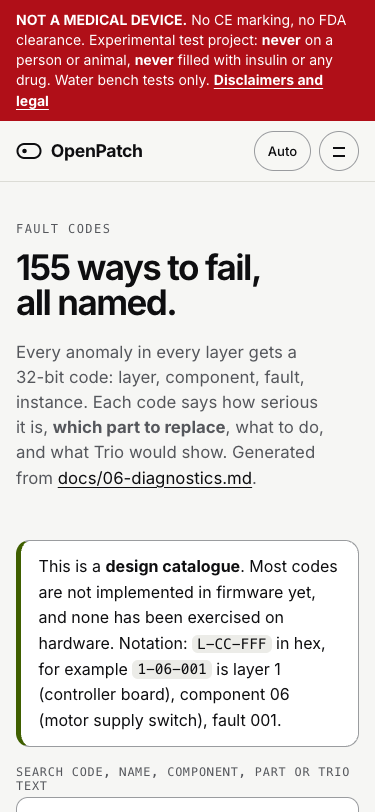 NOT A MEDICAL DEVICE. No CE marking, no FDA
clearance. Experimental test project: never on a
person or animal, never filled with insulin or any
drug. Water bench tests only. Disclaimers and
legal
OpenPatch
Auto
FAULT CODES
155 ways to fail,
all named.
Every anomaly in every layer gets a
32-bit code: layer, component, fault,
instance. Each code says how serious
it is, which part to replace, what to do,
and what Trio would show. Generated
from docs/06-diagnostics.md.
This is a design catalogue. Most codes
are not implemented in firmware yet,
and none has been exercised on
hardware. Notation: L-CC-FFF in hex,
for example 1-06-001 is layer 1
(controller board), component 06
(motor supply switch), fault 001.
SEARCH CODE, NAME, COMPONENT, PART OR TRIO
TEXT